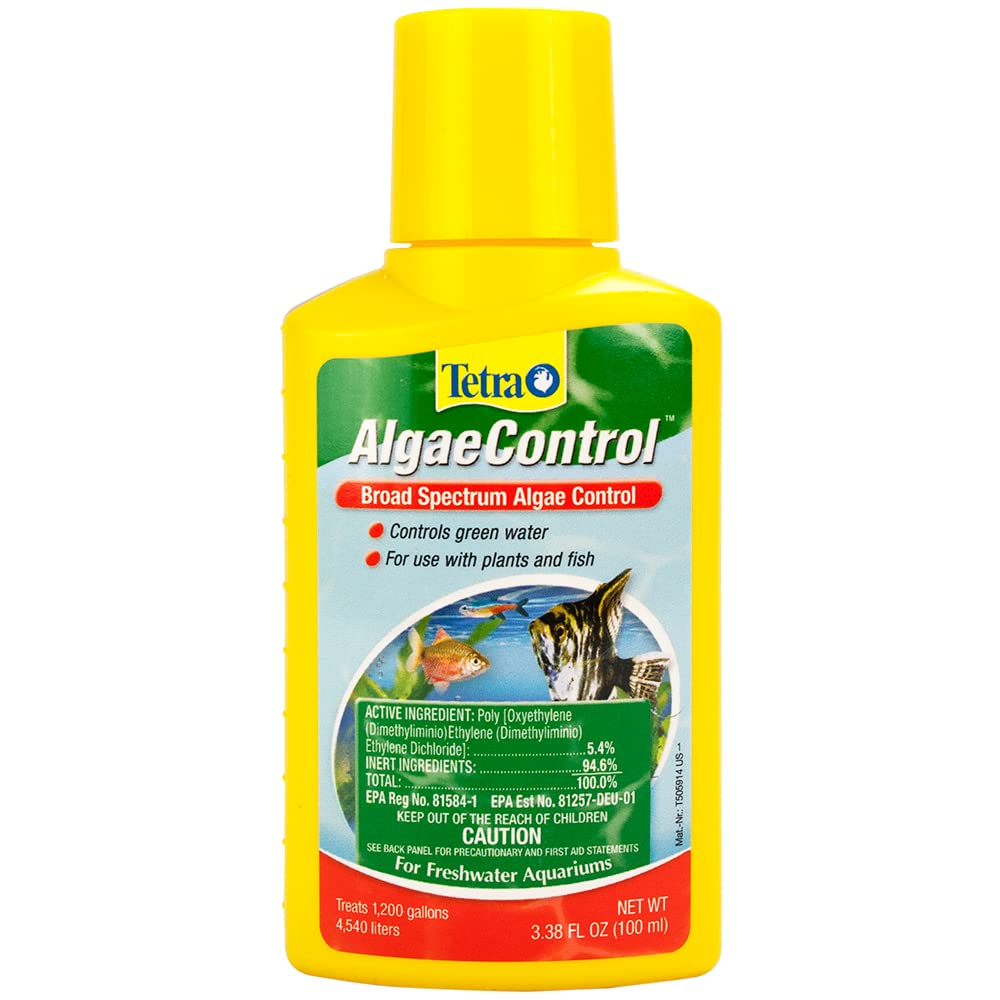 Tetra
AlgaeControl™
Broad Spectrum Algae Control
Controls green water
For use with plants and fish
ACTIVE INGREDIENT: Poly [Oxyethylene
(Dimethyliminio)Ethylene (Dimethyliminio)
Ethylene Dichloride]:..........................5.4%
INERT INGREDIENTS: ....................94.6%
TOTAL: ..........................................100.0%
EPA Reg No. 81584-1 EPA Est No. 81257-DEU-01
KEEP OUT OF THE REACH OF CHILDREN
CAUTION
SEE BACK PANEL FOR PRECAUTIONARY AND FIRST AID STATEMENTS
For Freshwater Aquariums
Mat.-Nr.: T505914 US
Treats 1,200 gallons
4,540 liters
NET WT
3.38 FL OZ (100 ml)